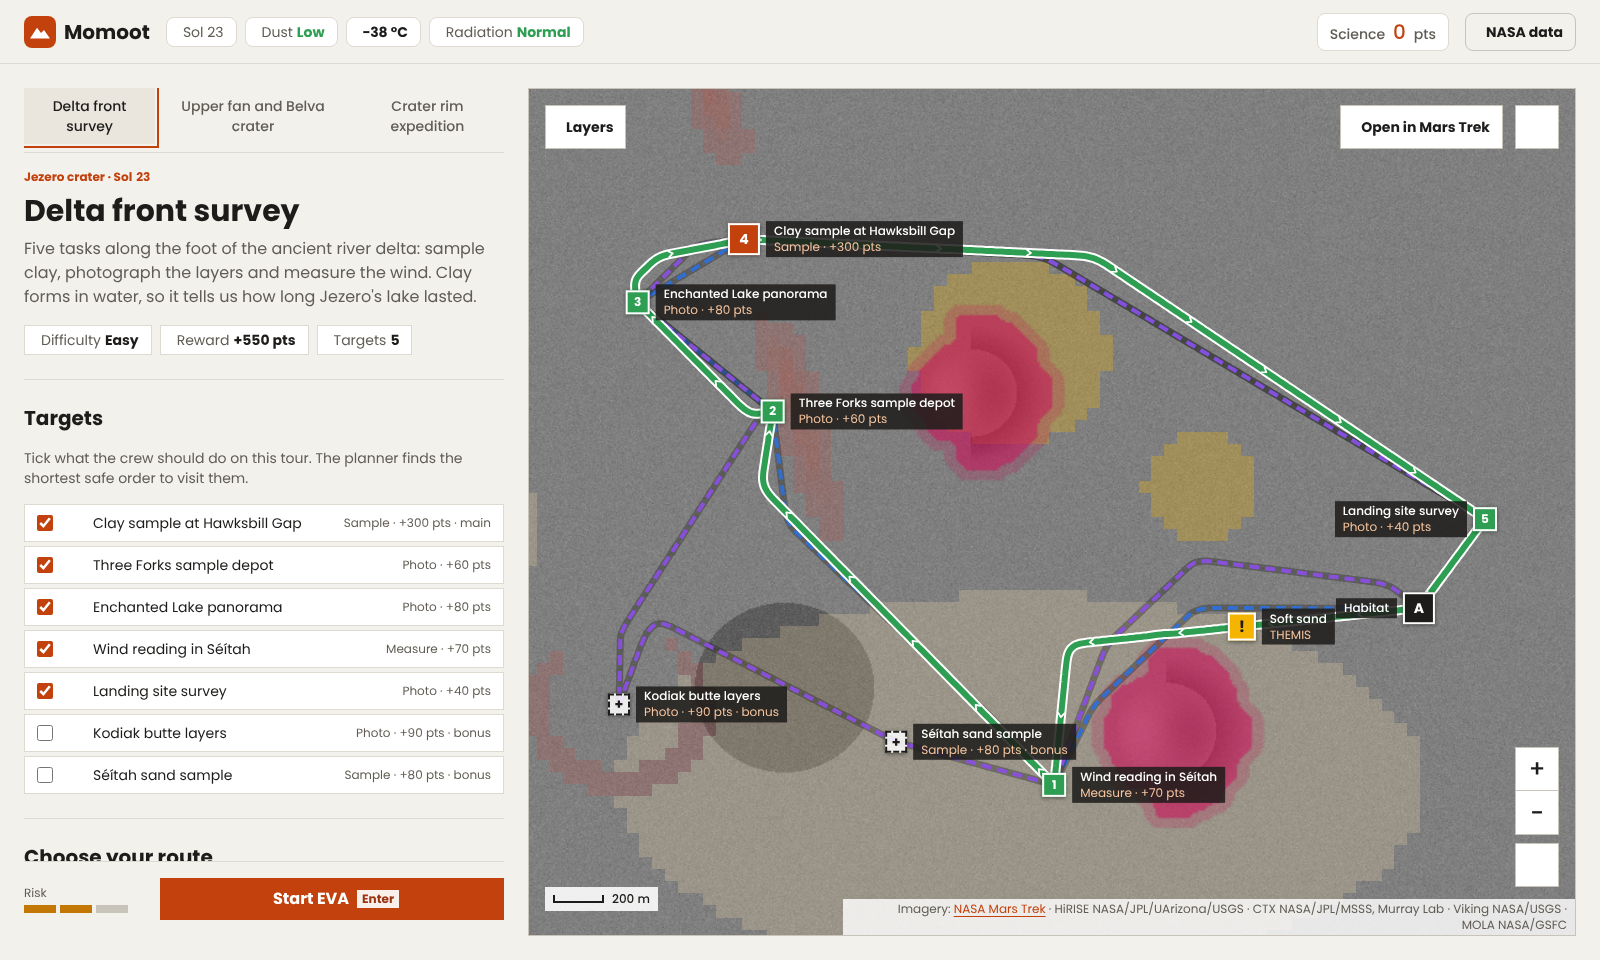 Momoot
Sol 23
Dust Low
-38 °C
Radiation Normal
Science 0 pts
NASA data
Delta front survey
Upper fan and Belva crater
Crater rim expedition
Jezero crater · Sol 23
Delta front survey
Five tasks along the foot of the ancient river delta: sample
clay, photograph the layers and measure the wind. Clay
forms in water, so it tells us how long Jezero's lake lasted.
Difficulty Easy
Reward +550 pts
Targets 5
Targets
Tick what the crew should do on this tour. The planner finds the
shortest safe order to visit them.
Clay sample at Hawksbill Gap Sample · +300 pts · main
Three Forks sample depot Photo · +60 pts
Enchanted Lake panorama Photo · +80 pts
Wind reading in Séítah Measure · +70 pts
Landing site survey Photo · +40 pts
Kodiak butte layers Photo · +90 pts · bonus
Séítah sand sample Sample · +80 pts · bonus
Choose your route
Risk
Start EVA Enter
Layers
Open in Mars Trek
4
Clay sample at Hawksbill Gap
Sample · +300 pts
3
Enchanted Lake panorama
Photo · +80 pts
2
Three Forks sample depot
Photo · +60 pts
Landing site survey
Photo · +40 pts
5
Habitat
A
!
Soft sand
THEMIS
+
Kodiak butte layers
Photo · +90 pts · bonus
+
Séítah sand sample
Sample · +80 pts · bonus
1
Wind reading in Séítah
Measure · +70 pts
+
−
200 m
Imagery: NASA Mars Trek · HiRISE NASA/JPL/UArizona/USGS · CTX NASA/JPL/MSSS, Murray Lab · Viking NASA/USGS ·
MOLA NASA/GSFC